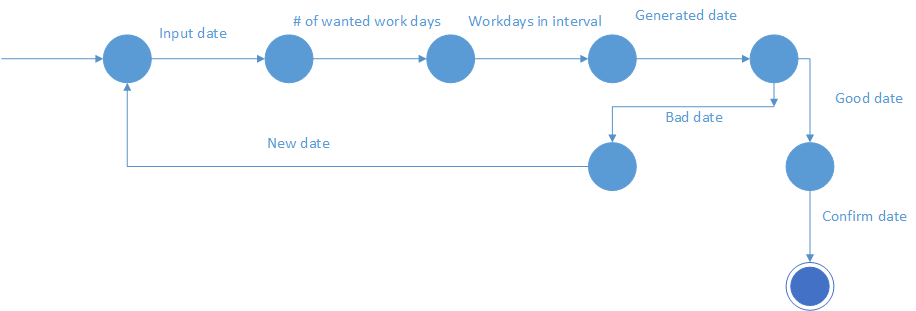 Input date
# of wanted work days
Workdays in interval
Generated date
Good date
Bad date
New date
Confirm date